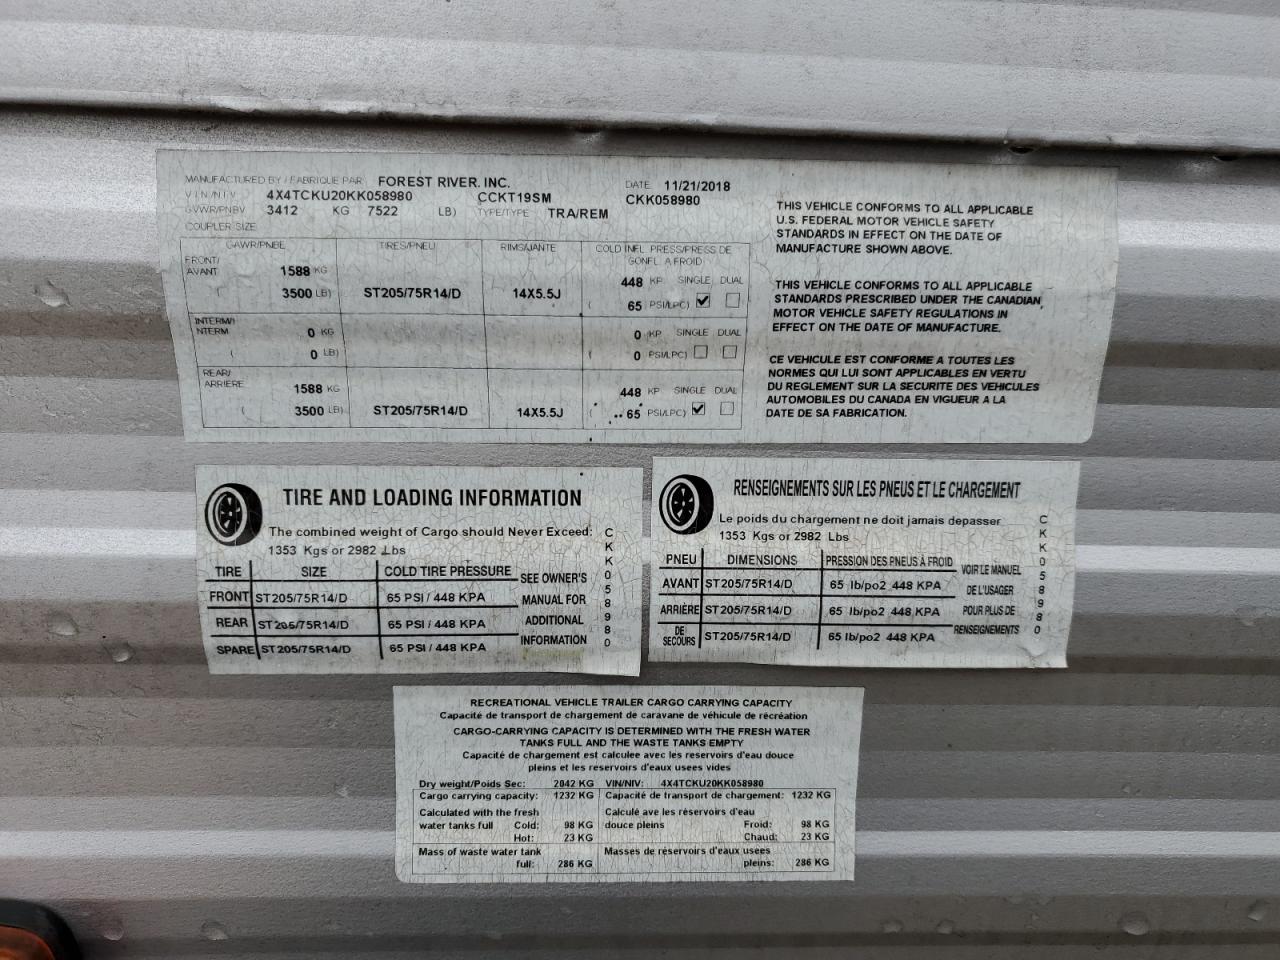 MANUFACTURED BY / FABRIQUE PAR FOREST RIVER. INC. DATE 11/21/2018
VIN/NIV 4X4TCKU20KK058980 CCKT19SM CKK058980
GVWR/PNBV 3412 KG 7522 LB) TYPE/TYPE TRA/REM
COUPLER SIZE
GAWR/PNBE TIRES/PNEU RIMS/JANTE COLD INFL PRESS/PRESS DE
GONFL A FROID
FRONT/
AVANT 1588 KG 448 KP SINGLE DUAL
( 3500 LB) ST205/75R14/D 14X5.5J ( 65 PSI/LPC)
INTERM/
NTERM 0 KG 0 KP SINGLE DUAL
( 0 LB) ( 0 PSI/LPC)
REAR/
ARRIERE 1588 KG 448 KP SINGLE DUAL
( 3500 LB) ST205/75R14/D 14X5.5J ( 65 PSI/LPC)
THIS VEHICLE CONFORMS TO ALL APPLICABLE
U.S. FEDERAL MOTOR VEHICLE SAFETY
STANDARDS IN EFFECT ON THE DATE OF
MANUFACTURE SHOWN ABOVE.
THIS VEHICLE CONFORMS TO ALL APPLICABLE
STANDARDS PRESCRIBED UNDER THE CANADIAN
MOTOR VEHICLE SAFETY REGULATIONS IN
EFFECT ON THE DATE OF MANUFACTURE.
CE VEHICULE EST CONFORME A TOUTES LES
NORMES QUI LUI SONT APPLICABLES EN VERTU
DU REGLEMENT SUR LA SECURITE DES VEHICULES
AUTOMOBILES DU CANADA EN VIGUEUR A LA
DATE DE SA FABRICATION.
TIRE AND LOADING INFORMATION
The combined weight of Cargo should Never Exceed:
1353 Kgs or 2982 Lbs
TIRE SIZE COLD TIRE PRESSURE
FRONT ST205/75R14/D 65 PSI / 448 KPA
REAR ST205/75R14/D 65 PSI / 448 KPA
SPARE ST205/75R14/D 65 PSI / 448 KPA
SEE OWNER'S
MANUAL FOR
ADDITIONAL
INFORMATION
CKK058980
RENSEIGNEMENTS SUR LES PNEUS ET LE CHARGEMENT
Le poids du chargement ne doit jamais depasser
1353 Kgs or 2982 Lbs
PNEU DIMENSIONS PRESSION DES PNEUS À FROID
AVANT ST205/75R14/D 65 lb/po2 448 KPA
ARRIÈRE ST205/75R14/D 65 lb/po2 448 KPA
DE
SECOURS ST205/75R14/D 65 lb/po2 448 KPA
VOIR LE MANUEL
DE L'USAGER
POUR PLUS DE
RENSEIGNEMENTS
CKK058980
RECREATIONAL VEHICLE TRAILER CARGO CARRYING CAPACITY
Capacité de transport de chargement de caravane de véhicule de récréation
CARGO-CARRYING CAPACITY IS DETERMINED WITH THE FRESH WATER
TANKS FULL AND THE WASTE TANKS EMPTY
Capacité de chargement est calculee avec les reservoirs d'eau douce
pleins et les reservoirs d'eaux usees vides
Dry weight/Poids Sec: 2042 KG VIN/NIV: 4X4TCKU20KK058980
Cargo carrying capacity: 1232 KG Capacité de transport de chargement: 1232 KG
Calculated with the fresh Calculé ave les réservoirs d'eau
water tanks full Cold: 98 KG douce pleins Froid: 98 KG
Hot: 23 KG Chaud: 23 KG
Mass of waste water tank Masses de réservoirs d'eaux usees
full: 286 KG pleins: 286 KG